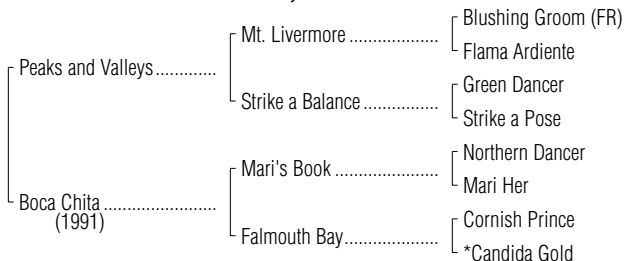 Blushing Groom (FR)
Mt. Livermore ....................
Flama Ardiente
Peaks and Valleys .............
Green Dancer
Strike a Balance .................
Strike a Pose
Northern Dancer
Mari's Book .......................
Mari Her
Boca Chita ........................
(1991)
Cornish Prince
Falmouth Bay.....................
*Candida Gold